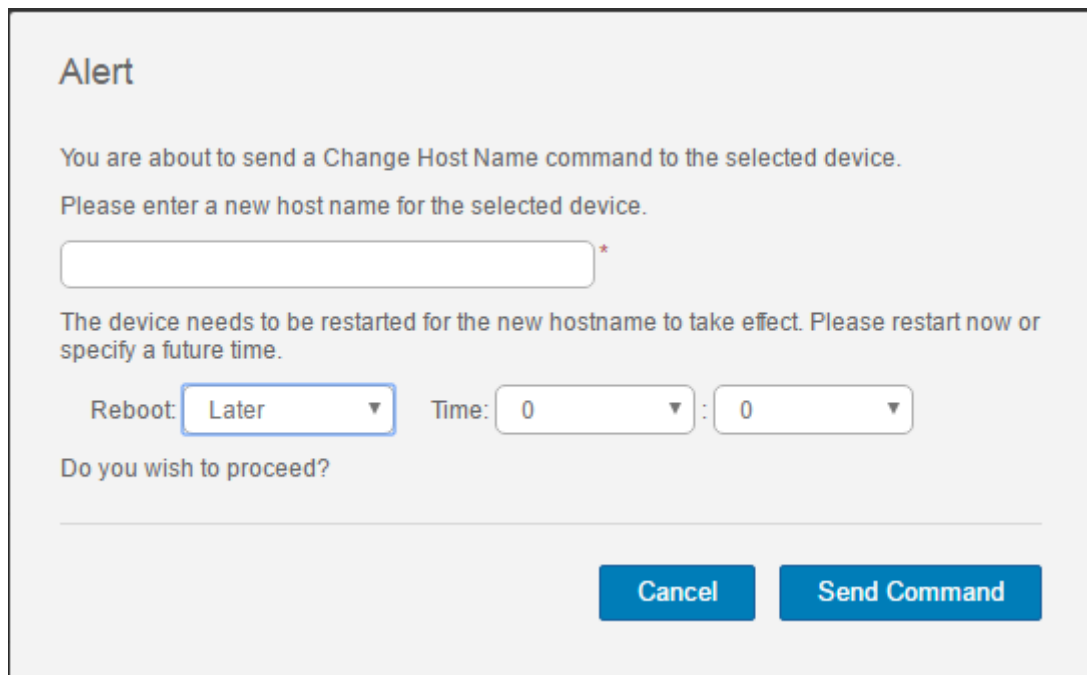 Alert
You are about to send a Change Host Name command to the selected device.
Please enter a new host name for the selected device.
*
The device needs to be restarted for the new hostname to take effect. Please restart now or
specify a future time.
Reboot: Later Time: 0 : 0
Do you wish to proceed?
Cancel Send Command